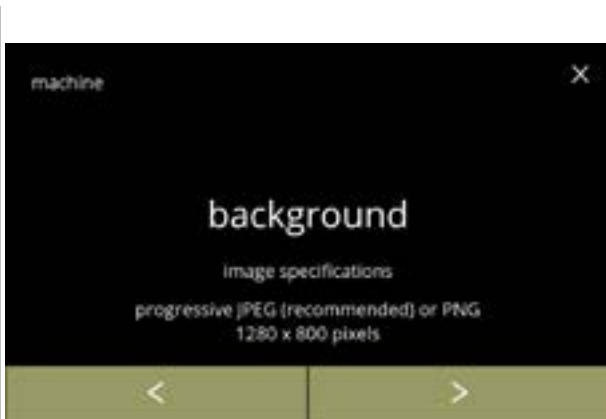 machine ×
background
image specifications
progressive JPEG (recommended) or PNG
1280 x 800 pixels
< >